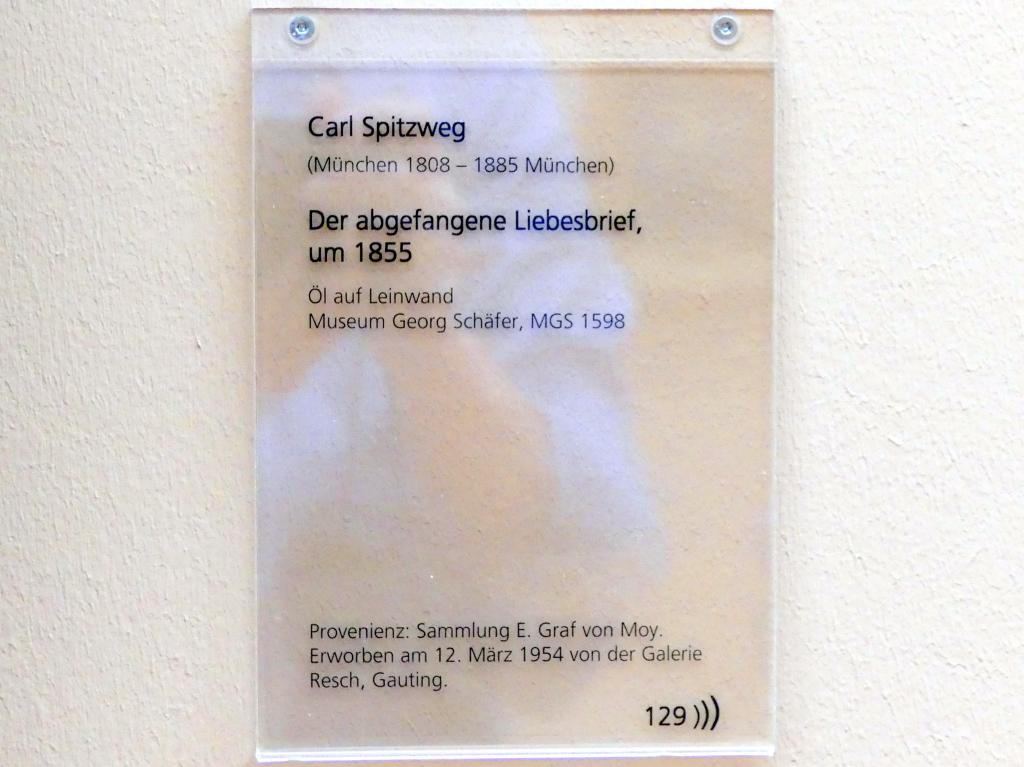 Carl Spitzweg
(München 1808 – 1885 München)
Der abgefangene Liebesbrief,
um 1855
Öl auf Leinwand
Museum Georg Schäfer, MGS 1598
Provenienz: Sammlung E. Graf von Moy.
Erworben am 12. März 1954 von der Galerie
Resch, Gauting.
129